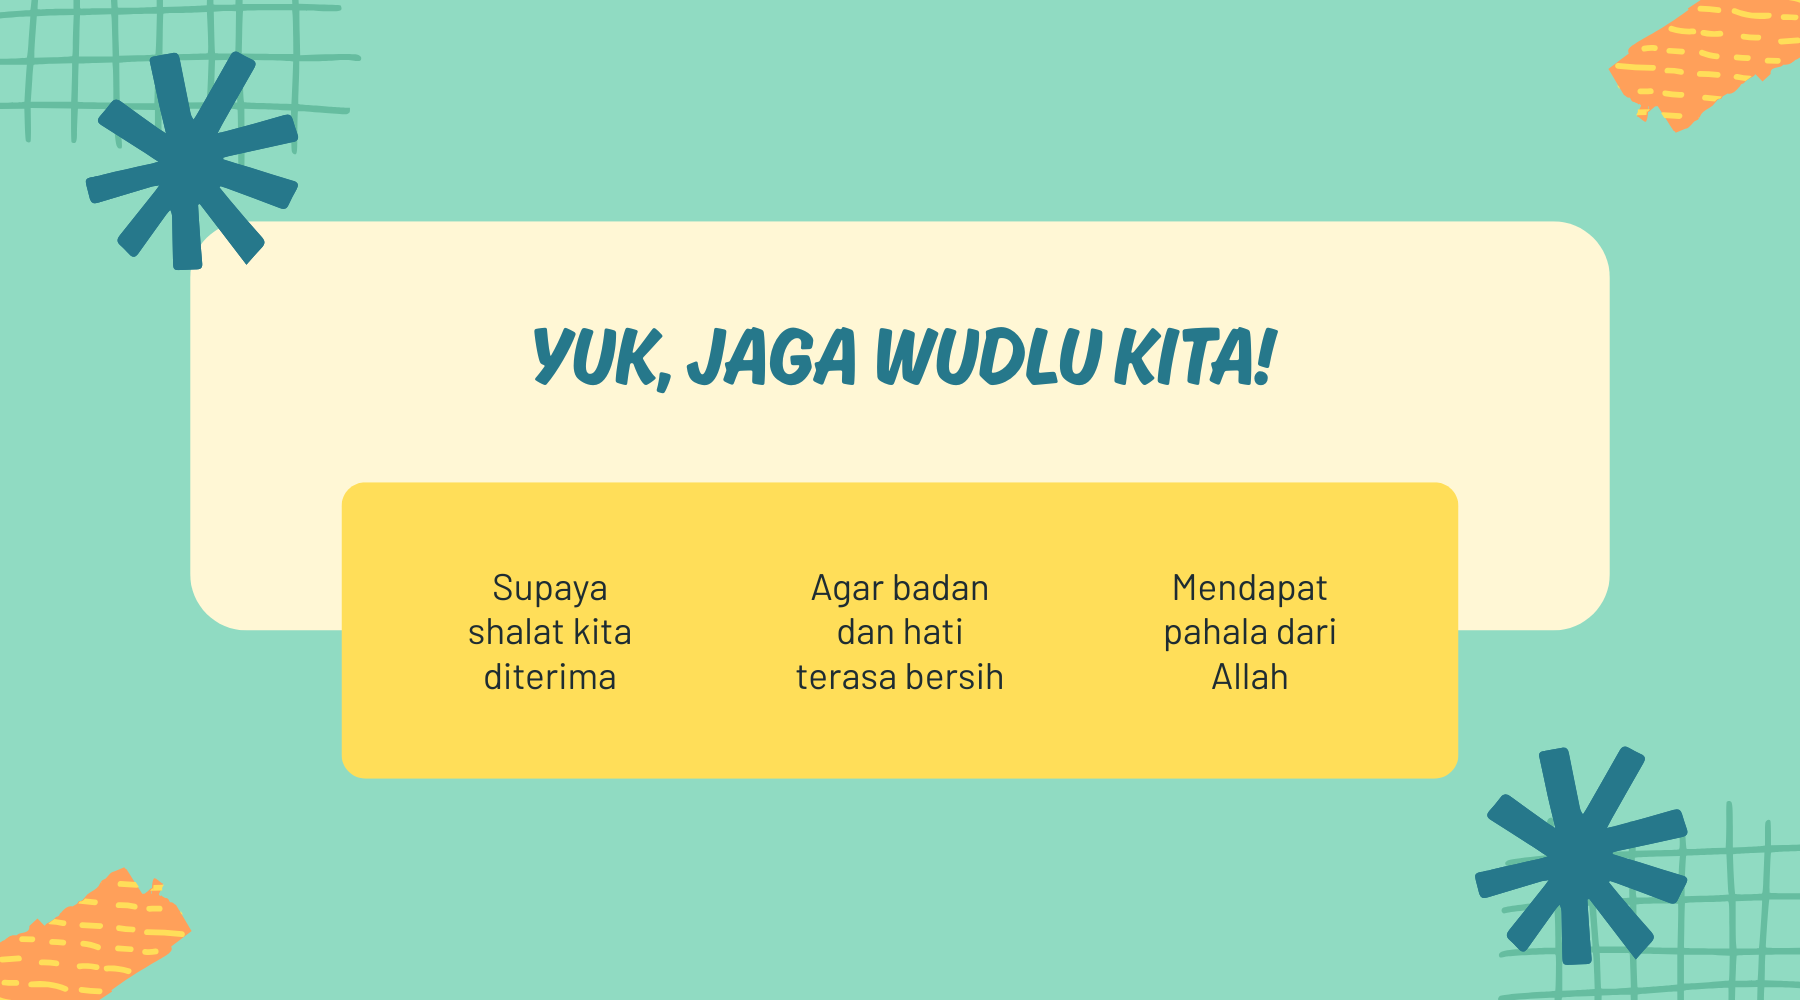 YUK, JAGA WUDLU KITA!
Supaya
shalat kita
diterima
Agar badan
dan hati
terasa bersih
Mendapat
pahala dari
Allah